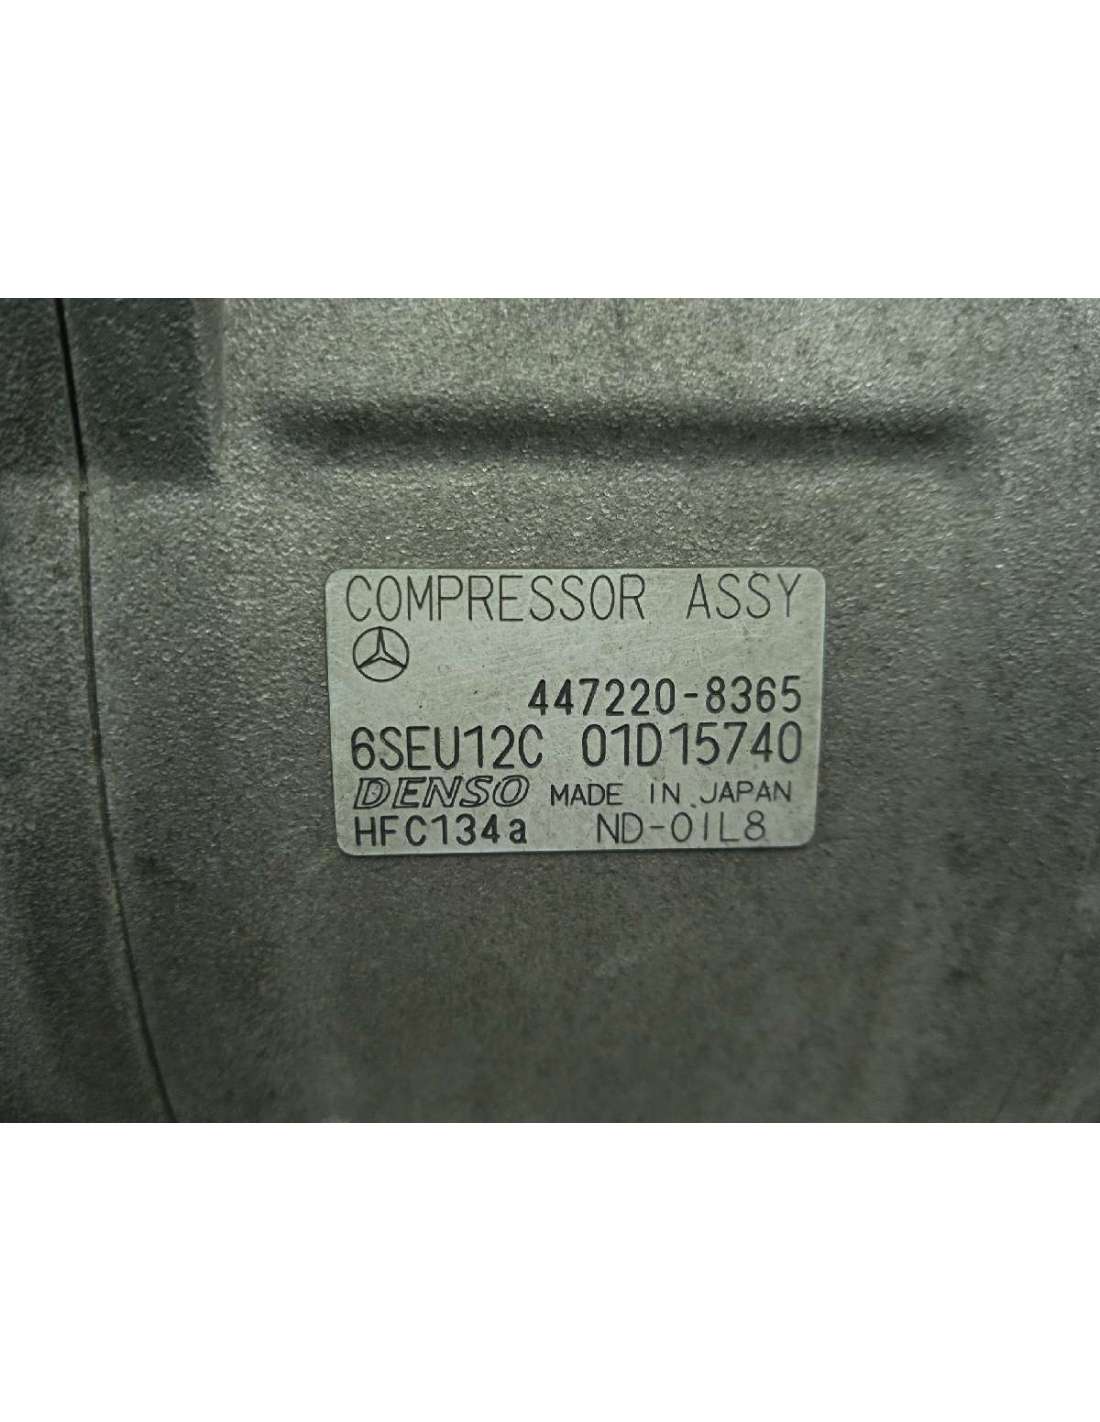 COMPRESSOR ASSY
447220-8365
6SEU12C 01D15740
DENSO MADE IN JAPAN
HFC134a ND-OIL8